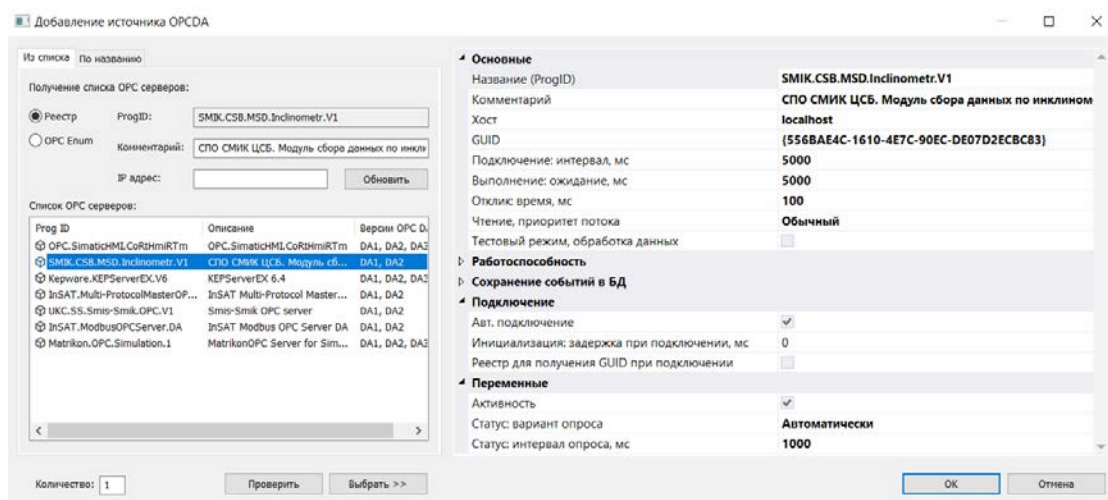 Добавление источника OPCDA
Из списка По названию
Получение списка OPC серверов:
Реестр ProgID: SMIK.CSB.MSD.Inclinometr.V1
OPC Enum Комментарий: СПО СМИК ЦСБ. Модуль сбора данных по инкли
IP адрес: Обновить
Список OPC серверов:
Prog ID Описание Версии OPC D
OPC.SimaticHMI.CoRtHmiRTm OPC.SimaticHMI.CoRtHmiRTm DA1, DA2, DA3
SMIK.CSB.MSD.Inclinometr.V1 СПО СМИК ЦСБ. Модуль сб... DA1, DA2
Kepware.KEPServerEX.V6 KEPServerEX 6.4 DA1, DA2, DA3
InSAT.Multi-ProtocolMasterOP... InSAT Multi-Protocol Master... DA1, DA2
UKC.SS.Smis-Smik.OPC.V1 Smis-Smik OPC server DA1, DA2
InSAT.ModbusOPCServer.DA InSAT Modbus OPC Server DA DA1, DA2
Matrikon.OPC.Simulation.1 MatrikonOPC Server for Sim... DA1, DA2, DA3
Количество: 1 Проверить Выбрать >>
Основные
Название (ProgID) SMIK.CSB.MSD.Inclinometr.V1
Комментарий СПО СМИК ЦСБ. Модуль сбора данных по инклином
Хост localhost
GUID {556BAE4C-1610-4E7C-90EC-DE07D2ECBC83}
Подключение: интервал, мс 5000
Выполнение: ожидание, мс 5000
Отклик: время, мс 100
Чтение, приоритет потока Обычный
Тестовый режим, обработка данных
Работоспособность
Сохранение событий в БД
Подключение
Авт. подключение
Инициализация: задержка при подключении, мс 0
Реестр для получения GUID при подключении
Переменные
Активность
Статус: вариант опроса Автоматически
Статус: интервал опроса, мс 1000
OK Отмена